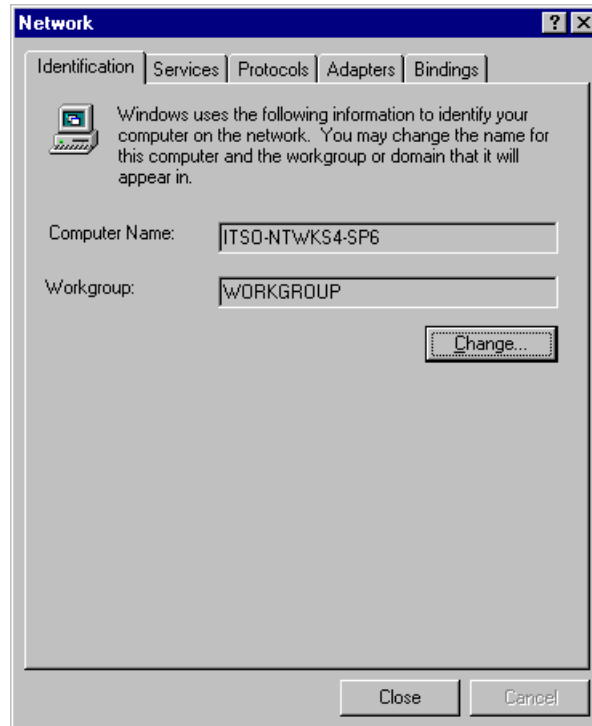 Network
Identification Services Protocols Adapters Bindings
Windows uses the following information to identify your
computer on the network. You may change the name for
this computer and the workgroup or domain that it will
appear in.
Computer Name: ITSO-NTWKS4-SP6
Workgroup: WORKGROUP
Change...
Close Cancel